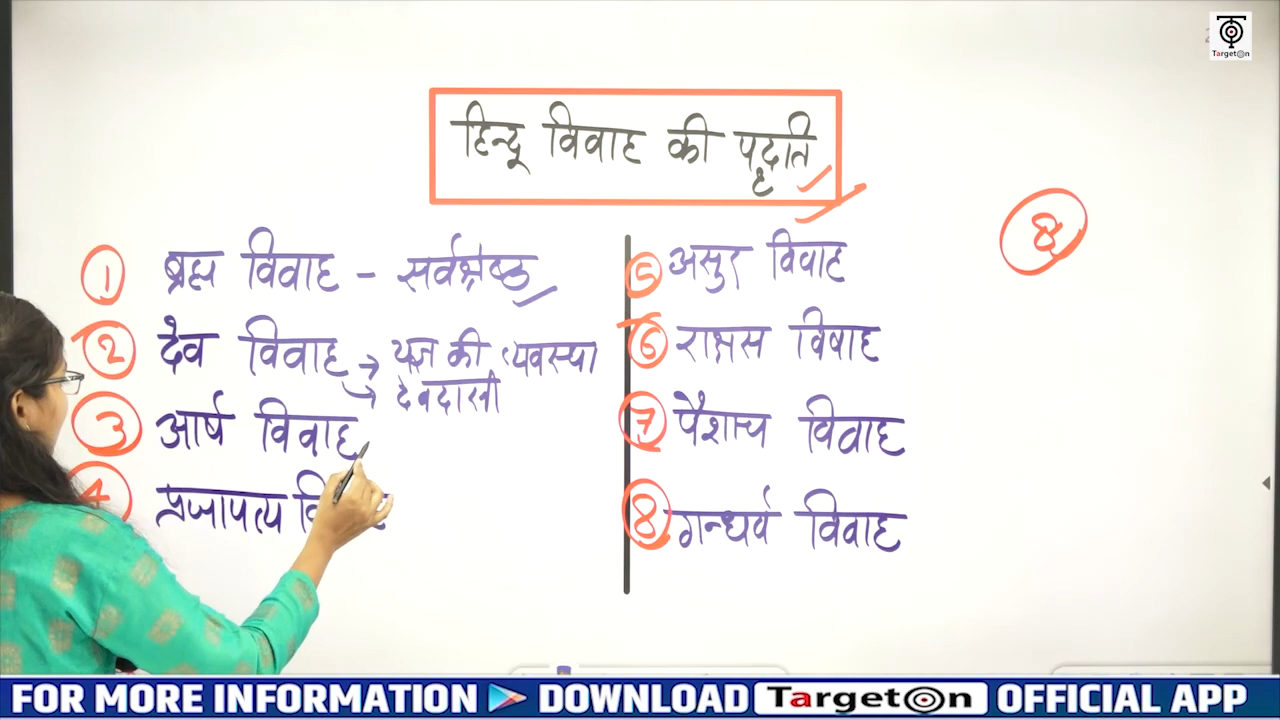 TargetOn
हिन्दू विवाह की पद्धति
8
1 ब्रह्म विवाह - सर्वश्रेष्ठ
2 देव विवाह → यज्ञ की व्यवस्था
→ देवदासी
3 आर्ष विवाह
4 प्रजापत्य वि
5 असुर विवाह
6 राक्षस विवाह
7 पैशाच विवाह
8 गन्धर्व विवाह
FOR MORE INFORMATION DOWNLOAD TargetOn OFFICIAL APP